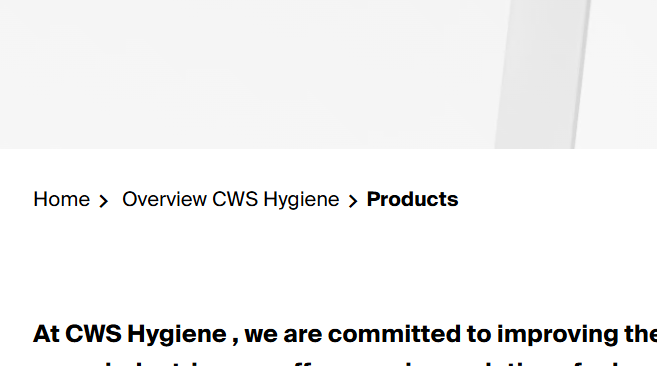 Home > Overview CWS Hygiene > Products
At CWS Hygiene , we are committed to improving the